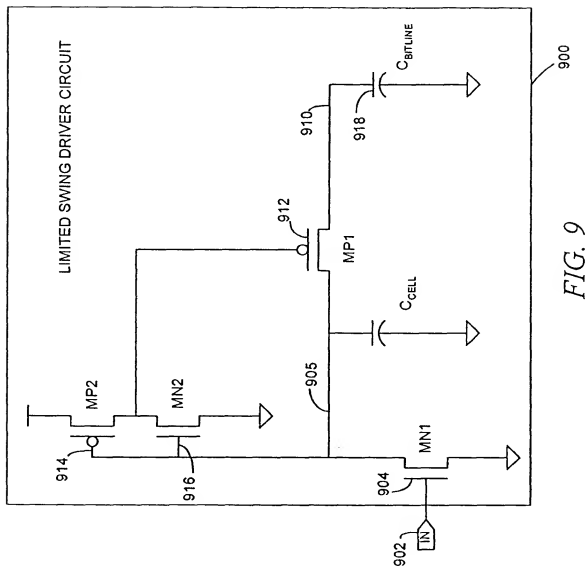 LIMITED SWING DRIVER CIRCUIT
MP2
914
MN2
916
912
MP1
910
918
C_BITLINE
905
C_CELL
MN1
904
902
IN
900
FIG. 9